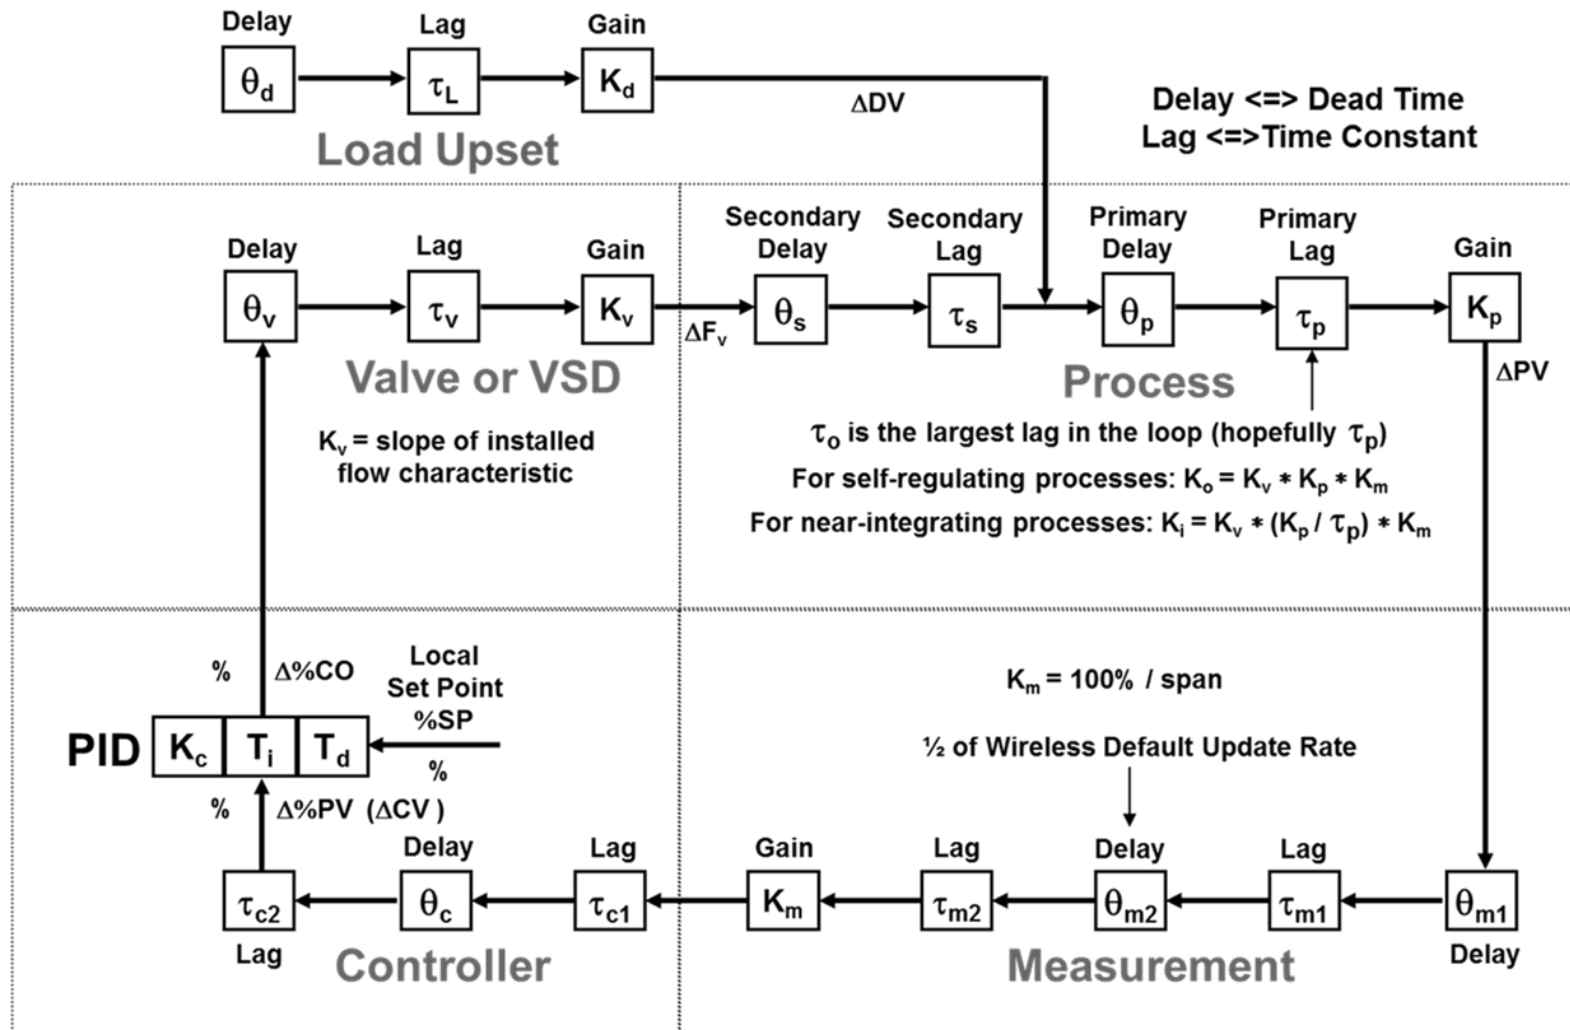 Delay
Lag
Gain
θd
τL
Kd
ΔDV
Delay <=> Dead Time
Lag <=>Time Constant
Load Upset
Delay
Lag
Gain
Secondary
Delay
Secondary
Lag
Primary
Delay
Primary
Lag
Gain
θv
τv
Kv
ΔFv
θs
τs
θp
τp
Kp
ΔPV
Valve or VSD
Process
Kv = slope of installed
flow characteristic
τo is the largest lag in the loop (hopefully τp)
For self-regulating processes: Ko = Kv * Kp * Km
For near-integrating processes: Ki = Kv * (Kp / τp) * Km
% Δ%CO
Local
Set Point
%SP
%
PID Kc Ti Td
% Δ%PV (ΔCV )
Km = 100% / span
½ of Wireless Default Update Rate
Delay
Lag
Gain
Lag
Delay
Lag
τc2
θc
τc1
Km
τm2
θm2
τm1
θm1
Lag
Delay
Controller
Measurement